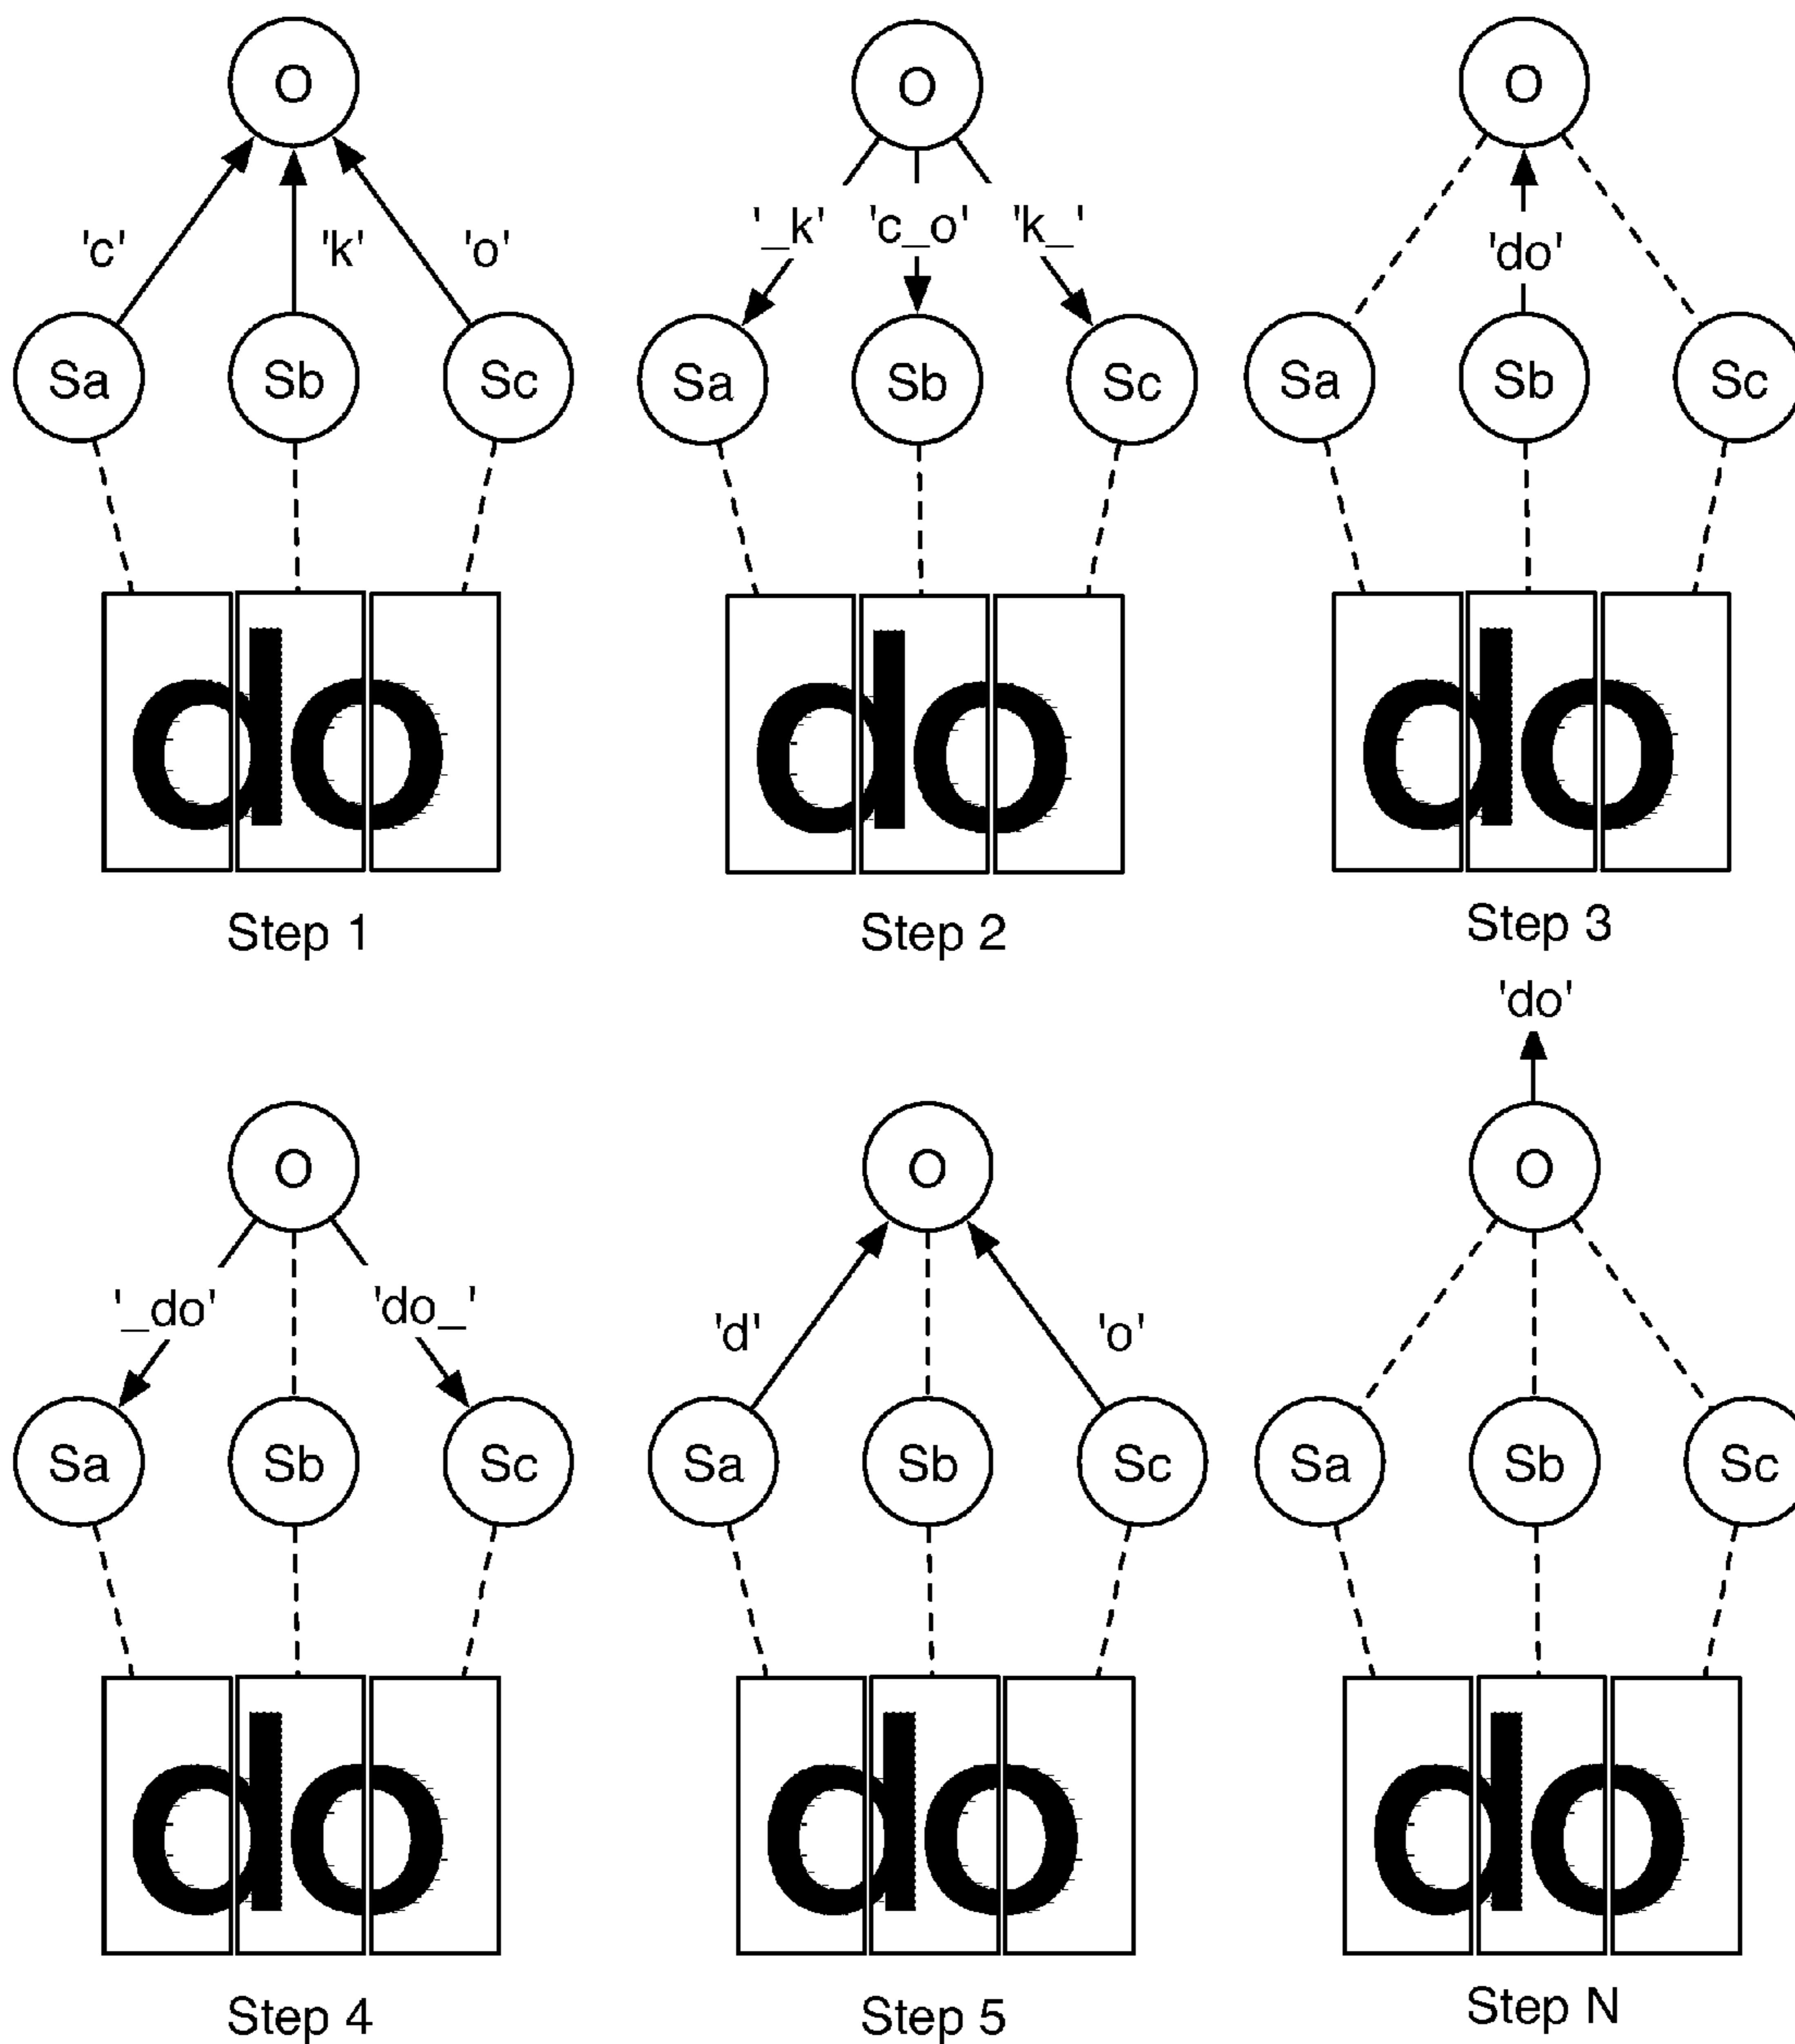 O O O
'c' 'k' 'o' '_k' 'c_o' 'k_' 'do'
Sa Sb Sc Sa Sb Sc Sa Sb Sc
do do do
Step 1 Step 2 Step 3
'do'
O O O
'_do' 'do_' 'd' 'o'
Sa Sb Sc Sa Sb Sc Sa Sb Sc
do do do
Step 4 Step 5 Step N